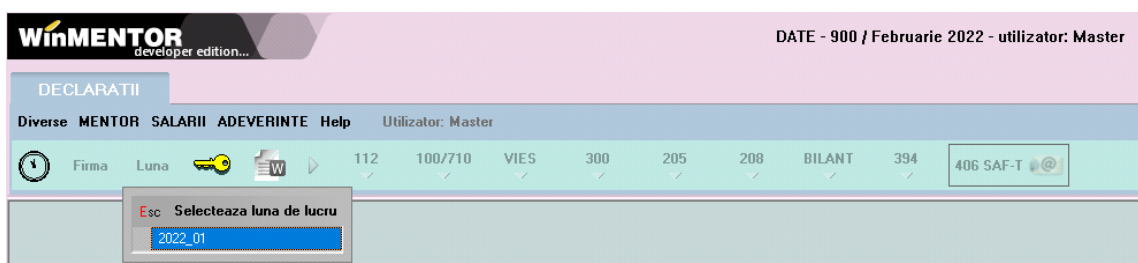 WinMENTOR
developer edition...
DATE - 900 / Februarie 2022 - utilizator: Master
DECLARATII
Diverse MENTOR SALARII ADEVERINTE Help Utilizator: Master
Firma Luna W 112 100/710 VIES 300 205 208 BILANT 394 406 SAF-T @
Esc Selecteaza luna de lucru
2022_01